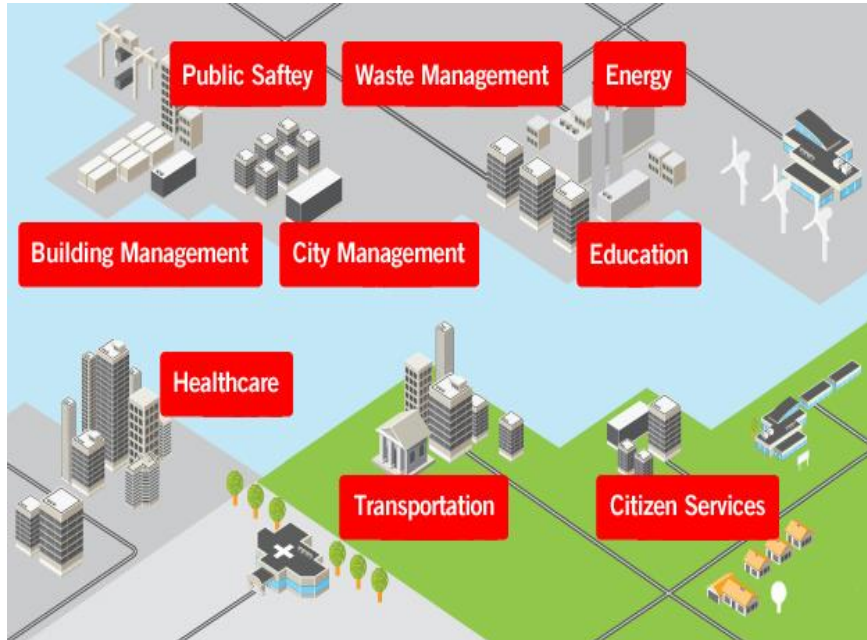 Public Saftey
Waste Management
Energy
Building Management
City Management
Education
Healthcare
Transportation
Citizen Services